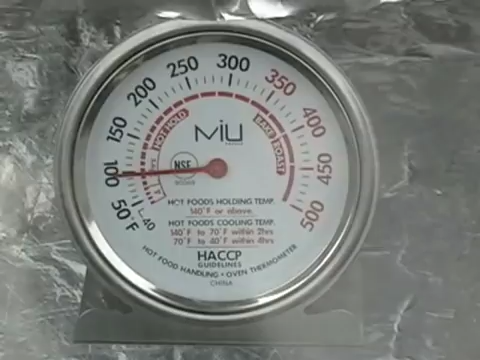 50°F 100 150 200 250 300 350 400 450 500
40
HOT HOLD
BAKE ROAST
MIU
NSF
HOT FOODS HOLDING TEMP.
140°F or above.
HOT FOODS COOLING TEMP.
140°F to 70°F within 2hrs
70°F to 40°F within 4hrs
HACCP
GUIDELINES
HOT FOOD HANDLING • OVEN THERMOMETER
CHINA